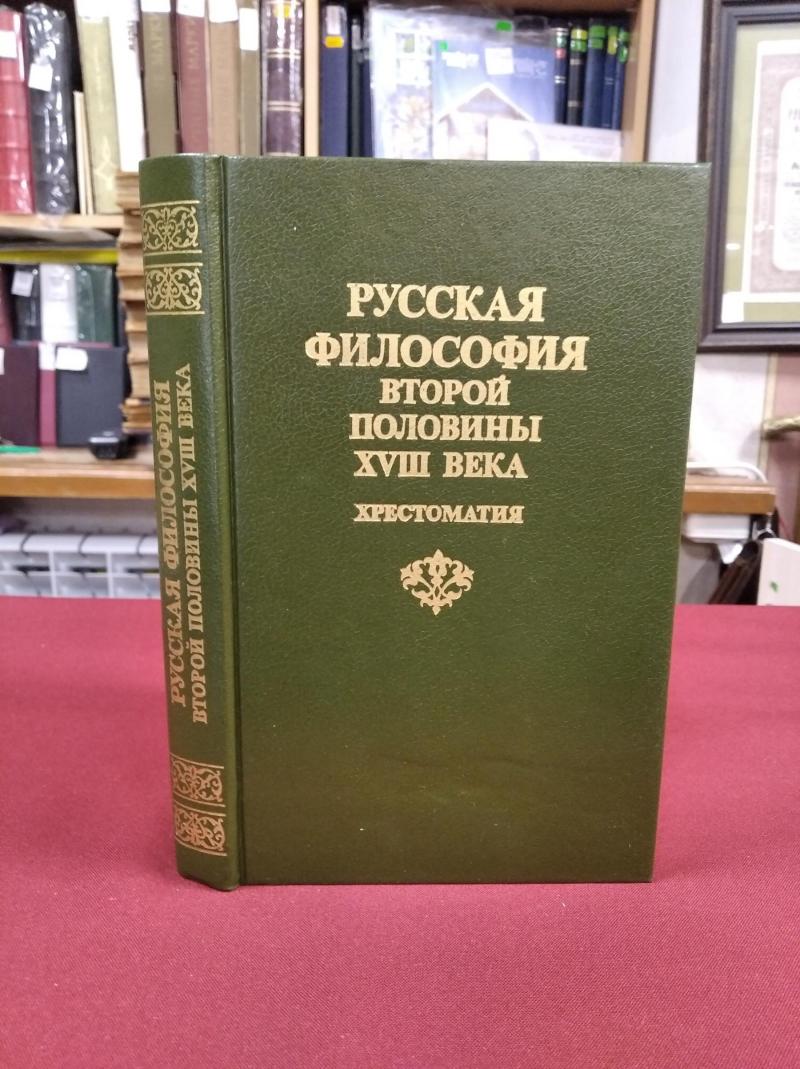 РУССКАЯ
ФИЛОСОФИЯ
ВТОРОЙ
ПОЛОВИНЫ
XVIII ВЕКА
ХРЕСТОМАТИЯ
РУССКАЯ ФИЛОСОФИЯ
ВТОРОЙ ПОЛОВИНЫ XVIII ВЕКА